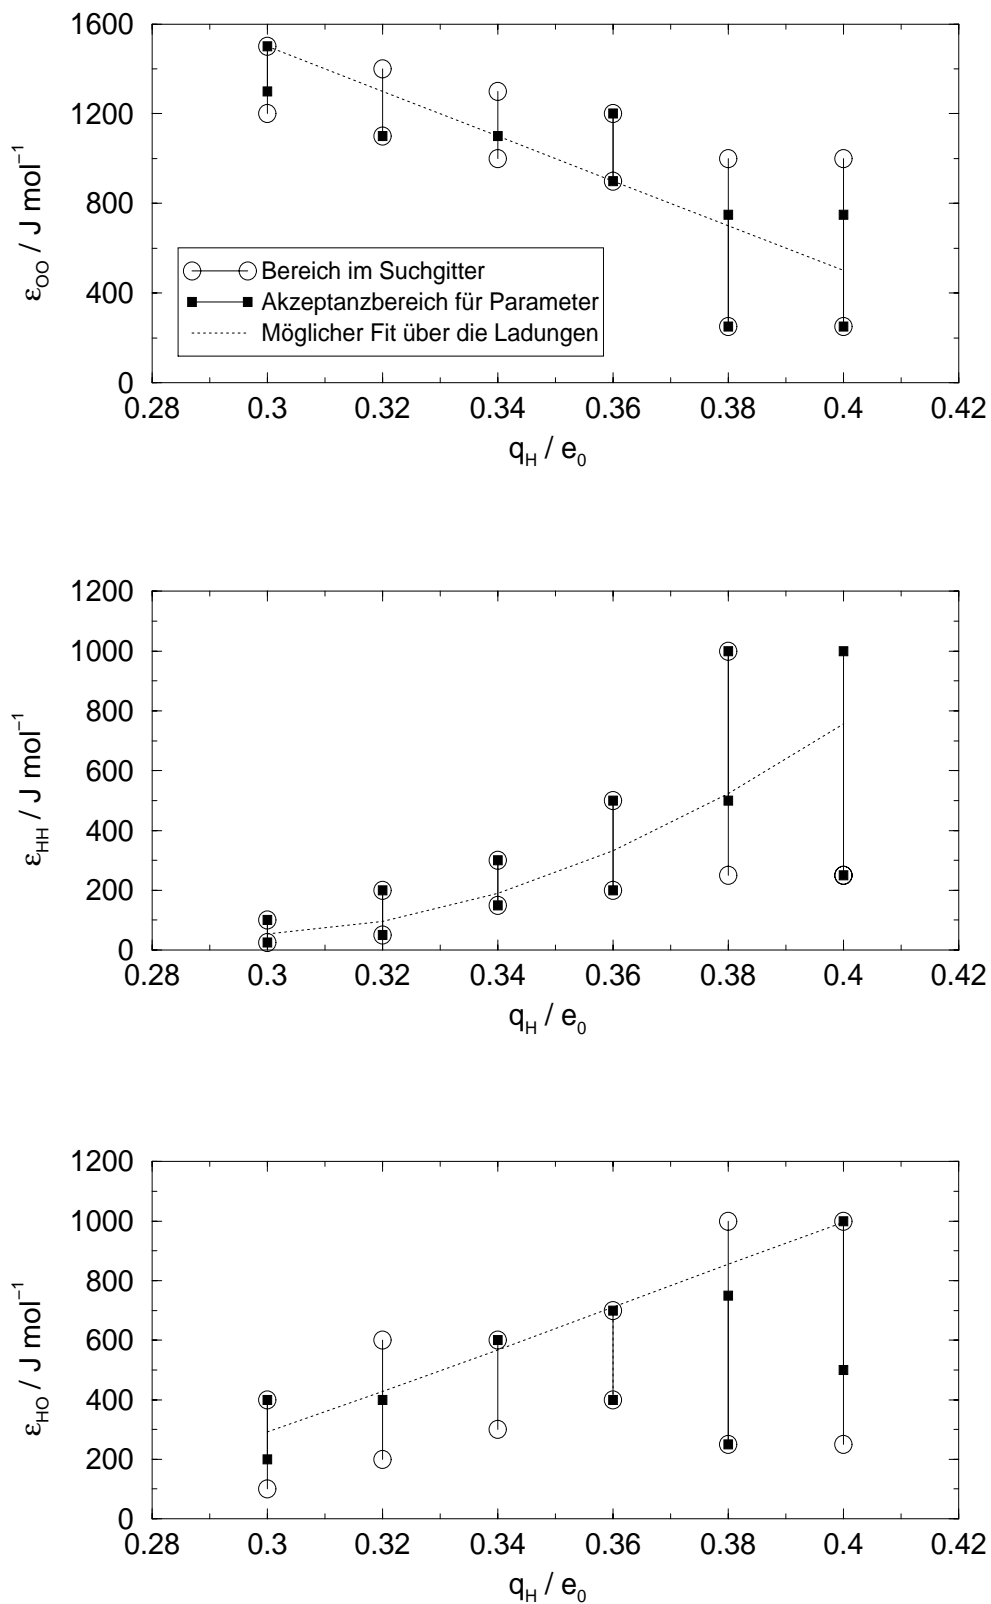 1600
1200
800
400
0
ε_OO / J mol⁻¹
Bereich im Suchgitter
Akzeptanzbereich für Parameter
Möglicher Fit über die Ladungen
0.28 0.3 0.32 0.34 0.36 0.38 0.4 0.42
q_H / e_0
1200
1000
800
600
400
200
0
ε_HH / J mol⁻¹
0.28 0.3 0.32 0.34 0.36 0.38 0.4 0.42
q_H / e_0
1200
1000
800
600
400
200
0
ε_HO / J mol⁻¹
0.28 0.3 0.32 0.34 0.36 0.38 0.4 0.42
q_H / e_0